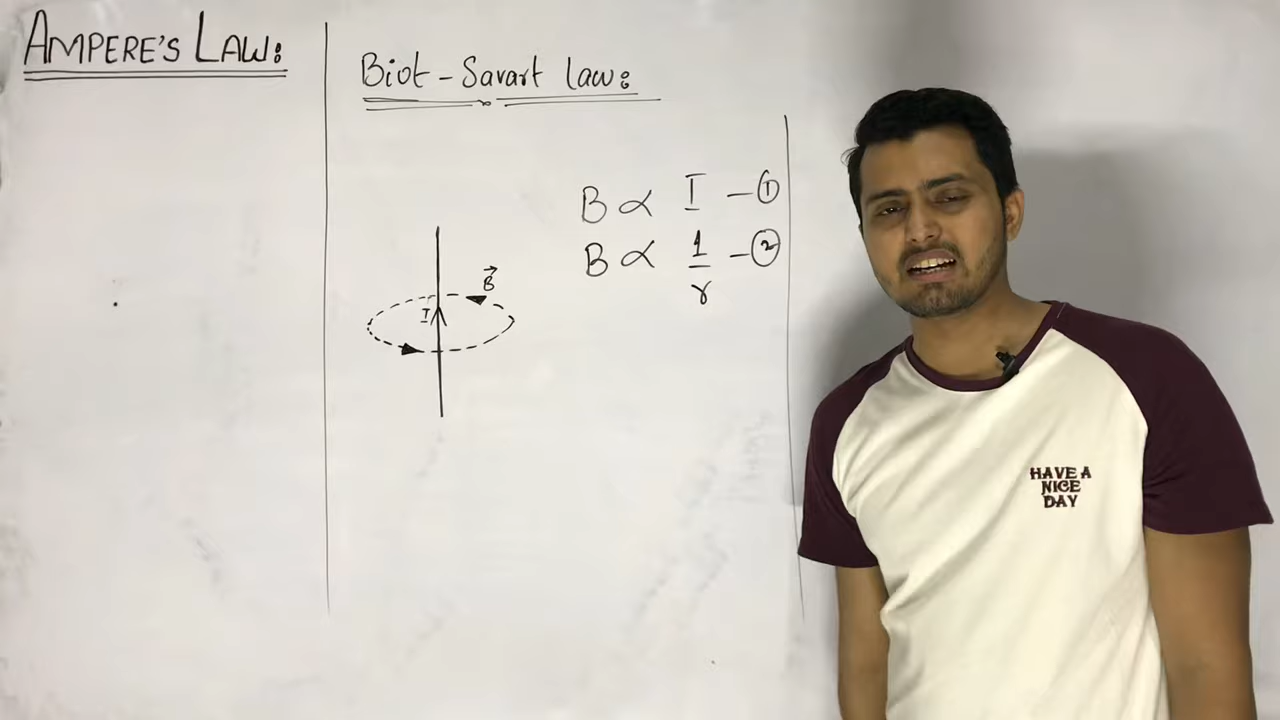 AMPERE'S LAW:
Biot-Savart law:
B ∝ I –①
B ∝ 1/r –②
B⃗
I
HAVE A
NICE
DAY